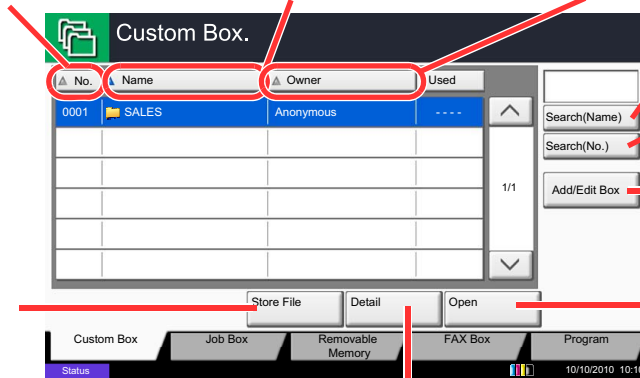 Custom Box.
No. Name Owner Used
0001 SALES Anonymous ----
Search(Name)
Search(No.)
1/1
Add/Edit Box
Store File Detail Open
Custom Box Job Box Removable Memory FAX Box Program
Status 10/10/2010 10:1